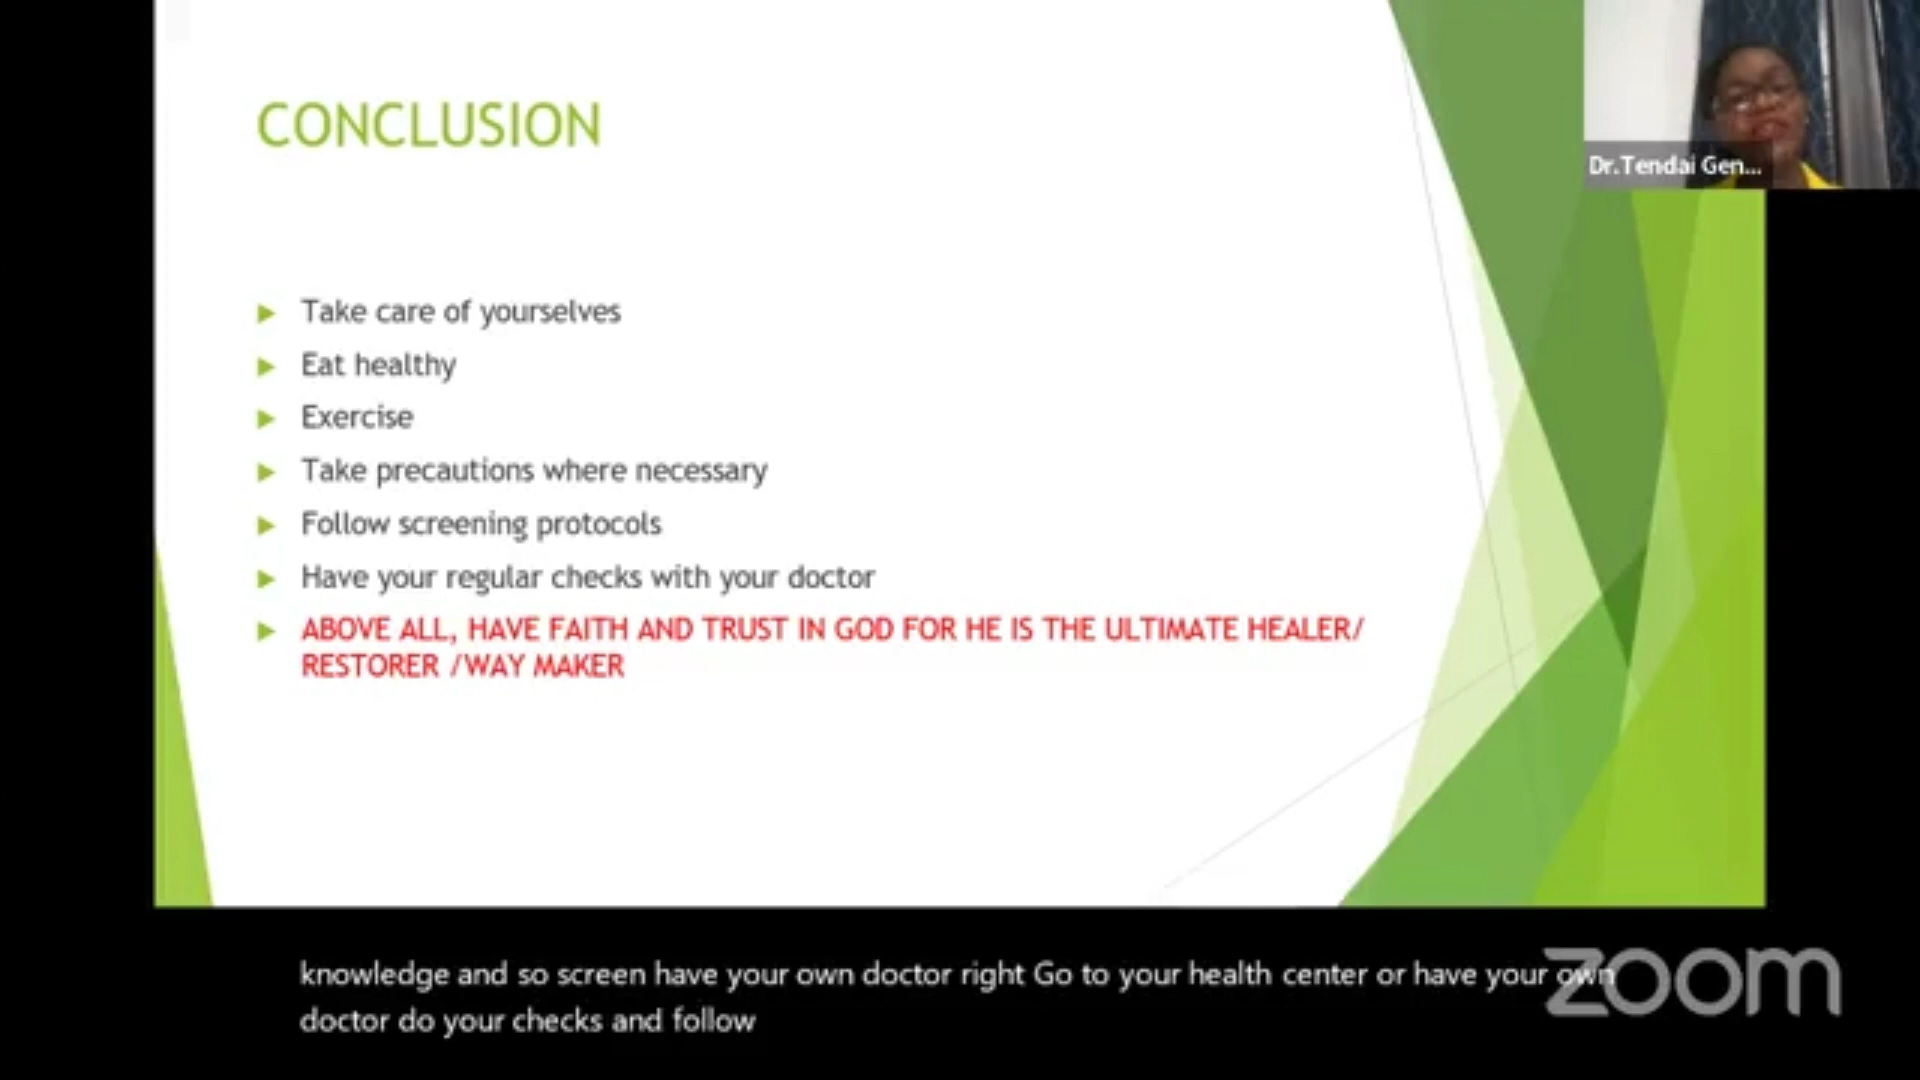 CONCLUSION
Dr.Tendai Gen...
Take care of yourselves
Eat healthy
Exercise
Take precautions where necessary
Follow screening protocols
Have your regular checks with your doctor
ABOVE ALL, HAVE FAITH AND TRUST IN GOD FOR HE IS THE ULTIMATE HEALER/
RESTORER /WAY MAKER
knowledge and so screen have your own doctor right Go to your health center or have your own
doctor do your checks and follow
zoom